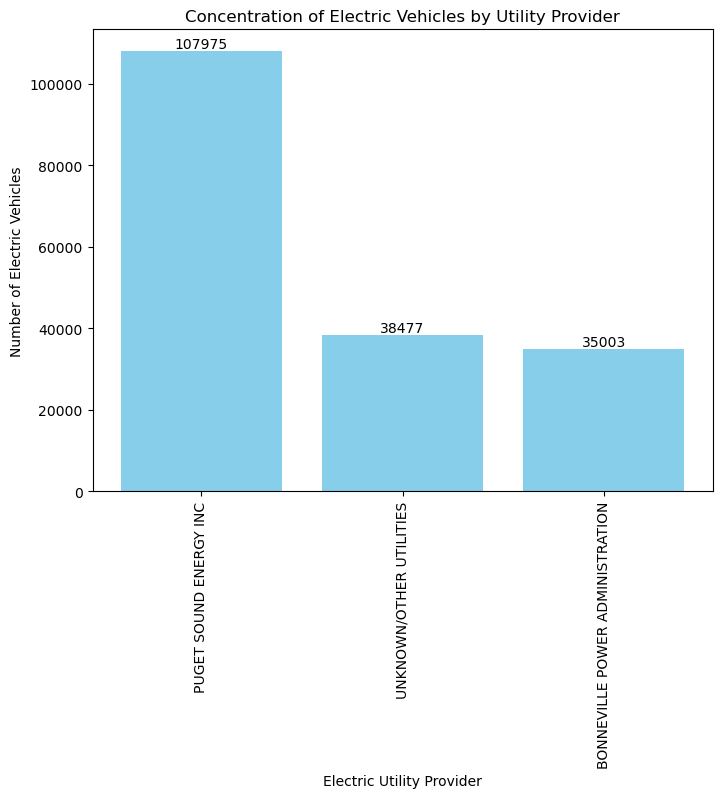 Concentration of Electric Vehicles by Utility Provider
107975
38477
35003
100000
80000
60000
40000
20000
0
Number of Electric Vehicles
PUGET SOUND ENERGY INC
UNKNOWN/OTHER UTILITIES
BONNEVILLE POWER ADMINISTRATION
Electric Utility Provider